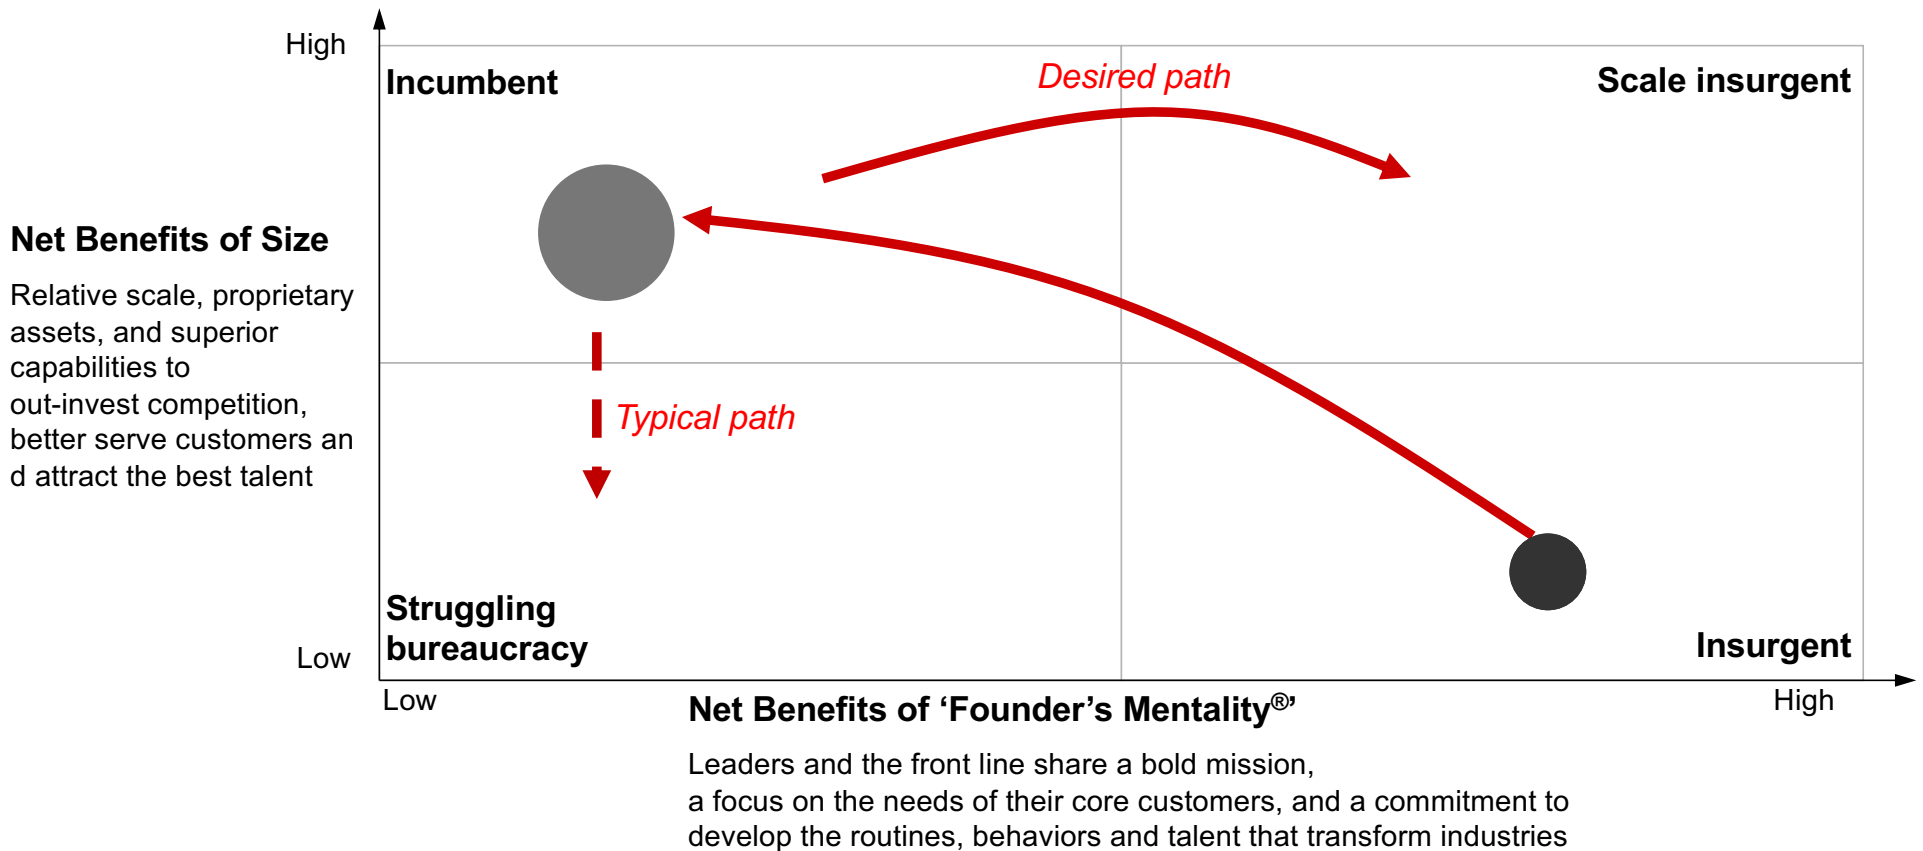 High
Incumbent
Desired path
Scale insurgent
Net Benefits of Size
Relative scale, proprietary
assets, and superior
capabilities to
out-invest competition,
better serve customers an
d attract the best talent
Typical path
Struggling
bureaucracy
Insurgent
Low
Low
High
Net Benefits of ‘Founder’s Mentality®’
Leaders and the front line share a bold mission,
a focus on the needs of their core customers, and a commitment to
develop the routines, behaviors and talent that transform industries